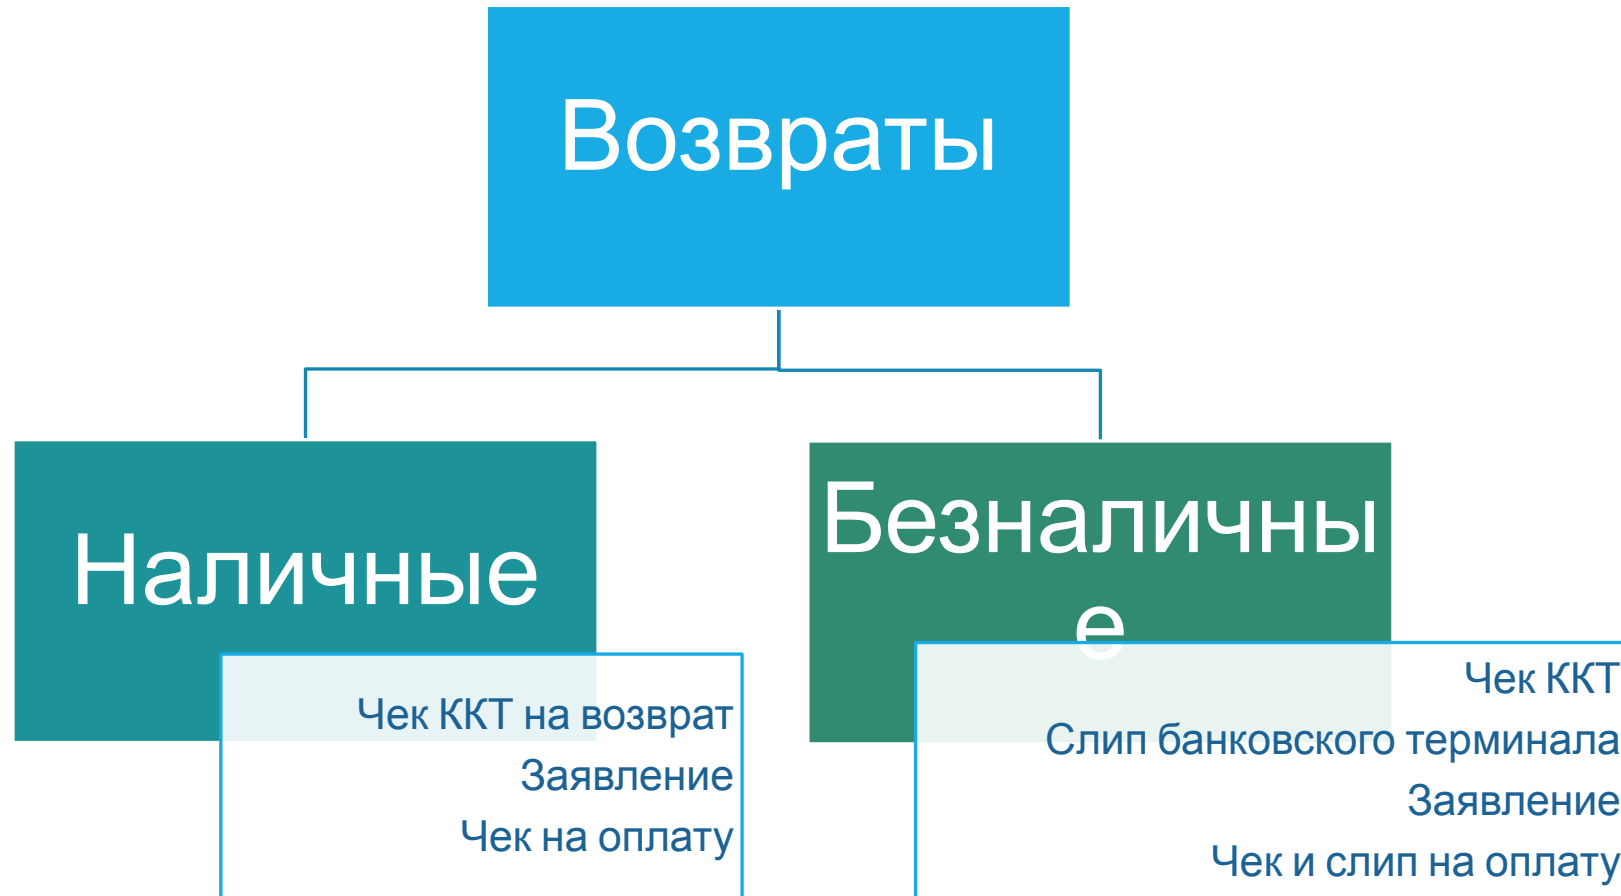 Возвраты
Наличные
Чек ККТ на возврат
Заявление
Чек на оплату
Безналичны
е
Чек ККТ
Слип банковского терминала
Заявление
Чек и слип на оплату